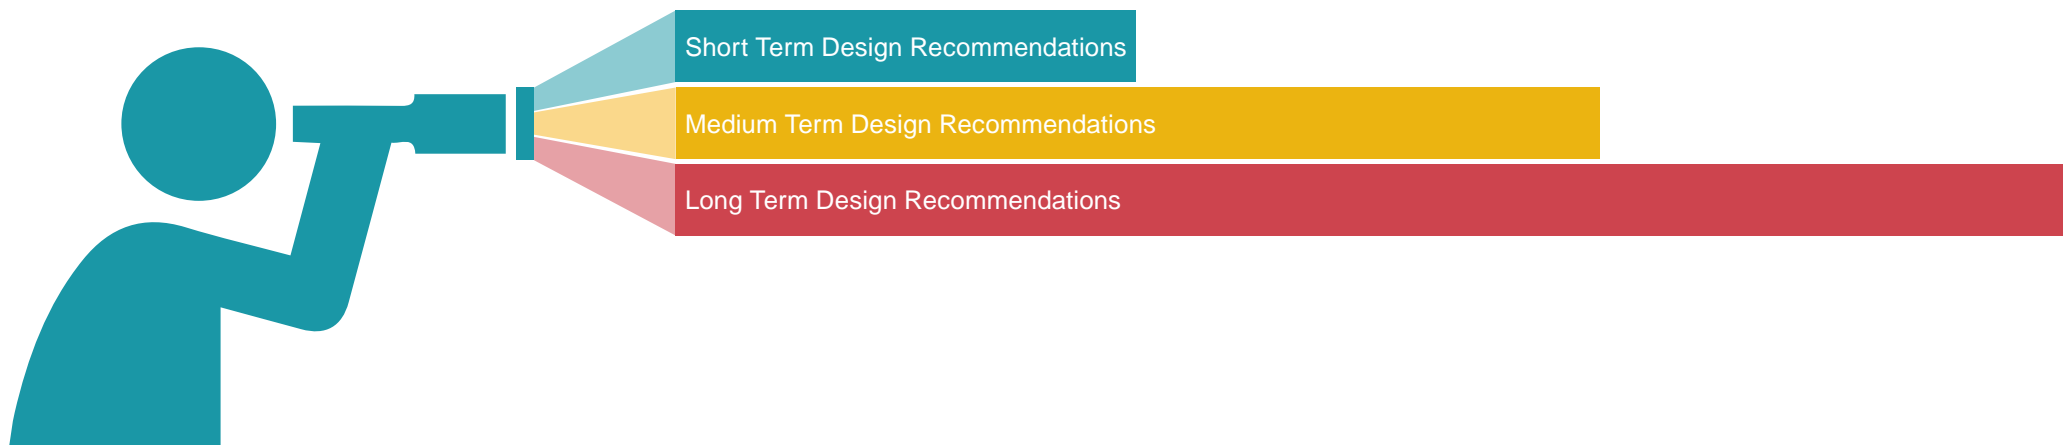 Short Term Design Recommendations
Medium Term Design Recommendations
Long Term Design Recommendations